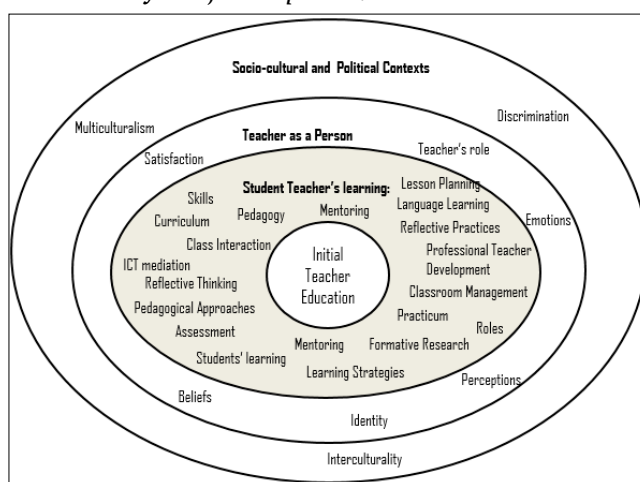 Socio-cultural and Political Contexts
Discrimination
Multiculturalism
Teacher as a Person
Teacher's role
Satisfaction
Lesson Planning
Student Teacher's learning:
Skills
Language Learning
Mentoring
Pedagogy
Curriculum
Emotions
Reflective Practices
Class Interaction
Professional Teacher
Development
Initial
Teacher
Education
ICT mediation
Reflective Thinking
Classroom Management
Pedagogical Approaches
Practicum
Roles
Assessment
Mentoring
Formative Research
Students' learning
Learning Strategies
Perceptions
Beliefs
Identity
Interculturality